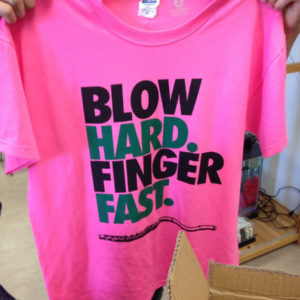 BLOW
HARD.
FINGER
FAST.